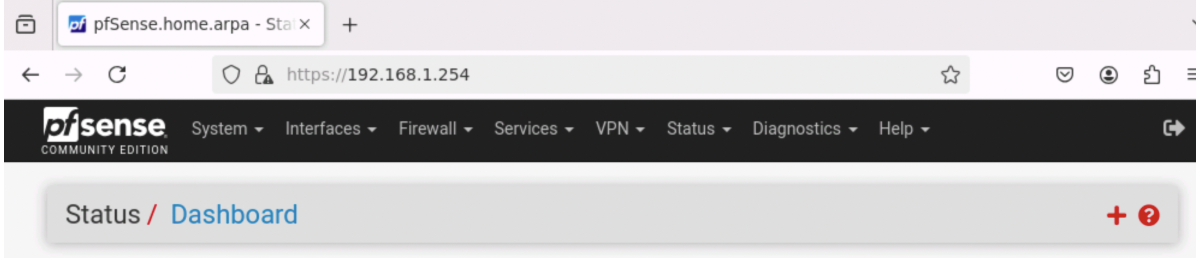 pfSense.home.arpa - Sta
https://192.168.1.254
pfsense
COMMUNITY EDITION
System Interfaces Firewall Services VPN Status Diagnostics Help
Status / Dashboard